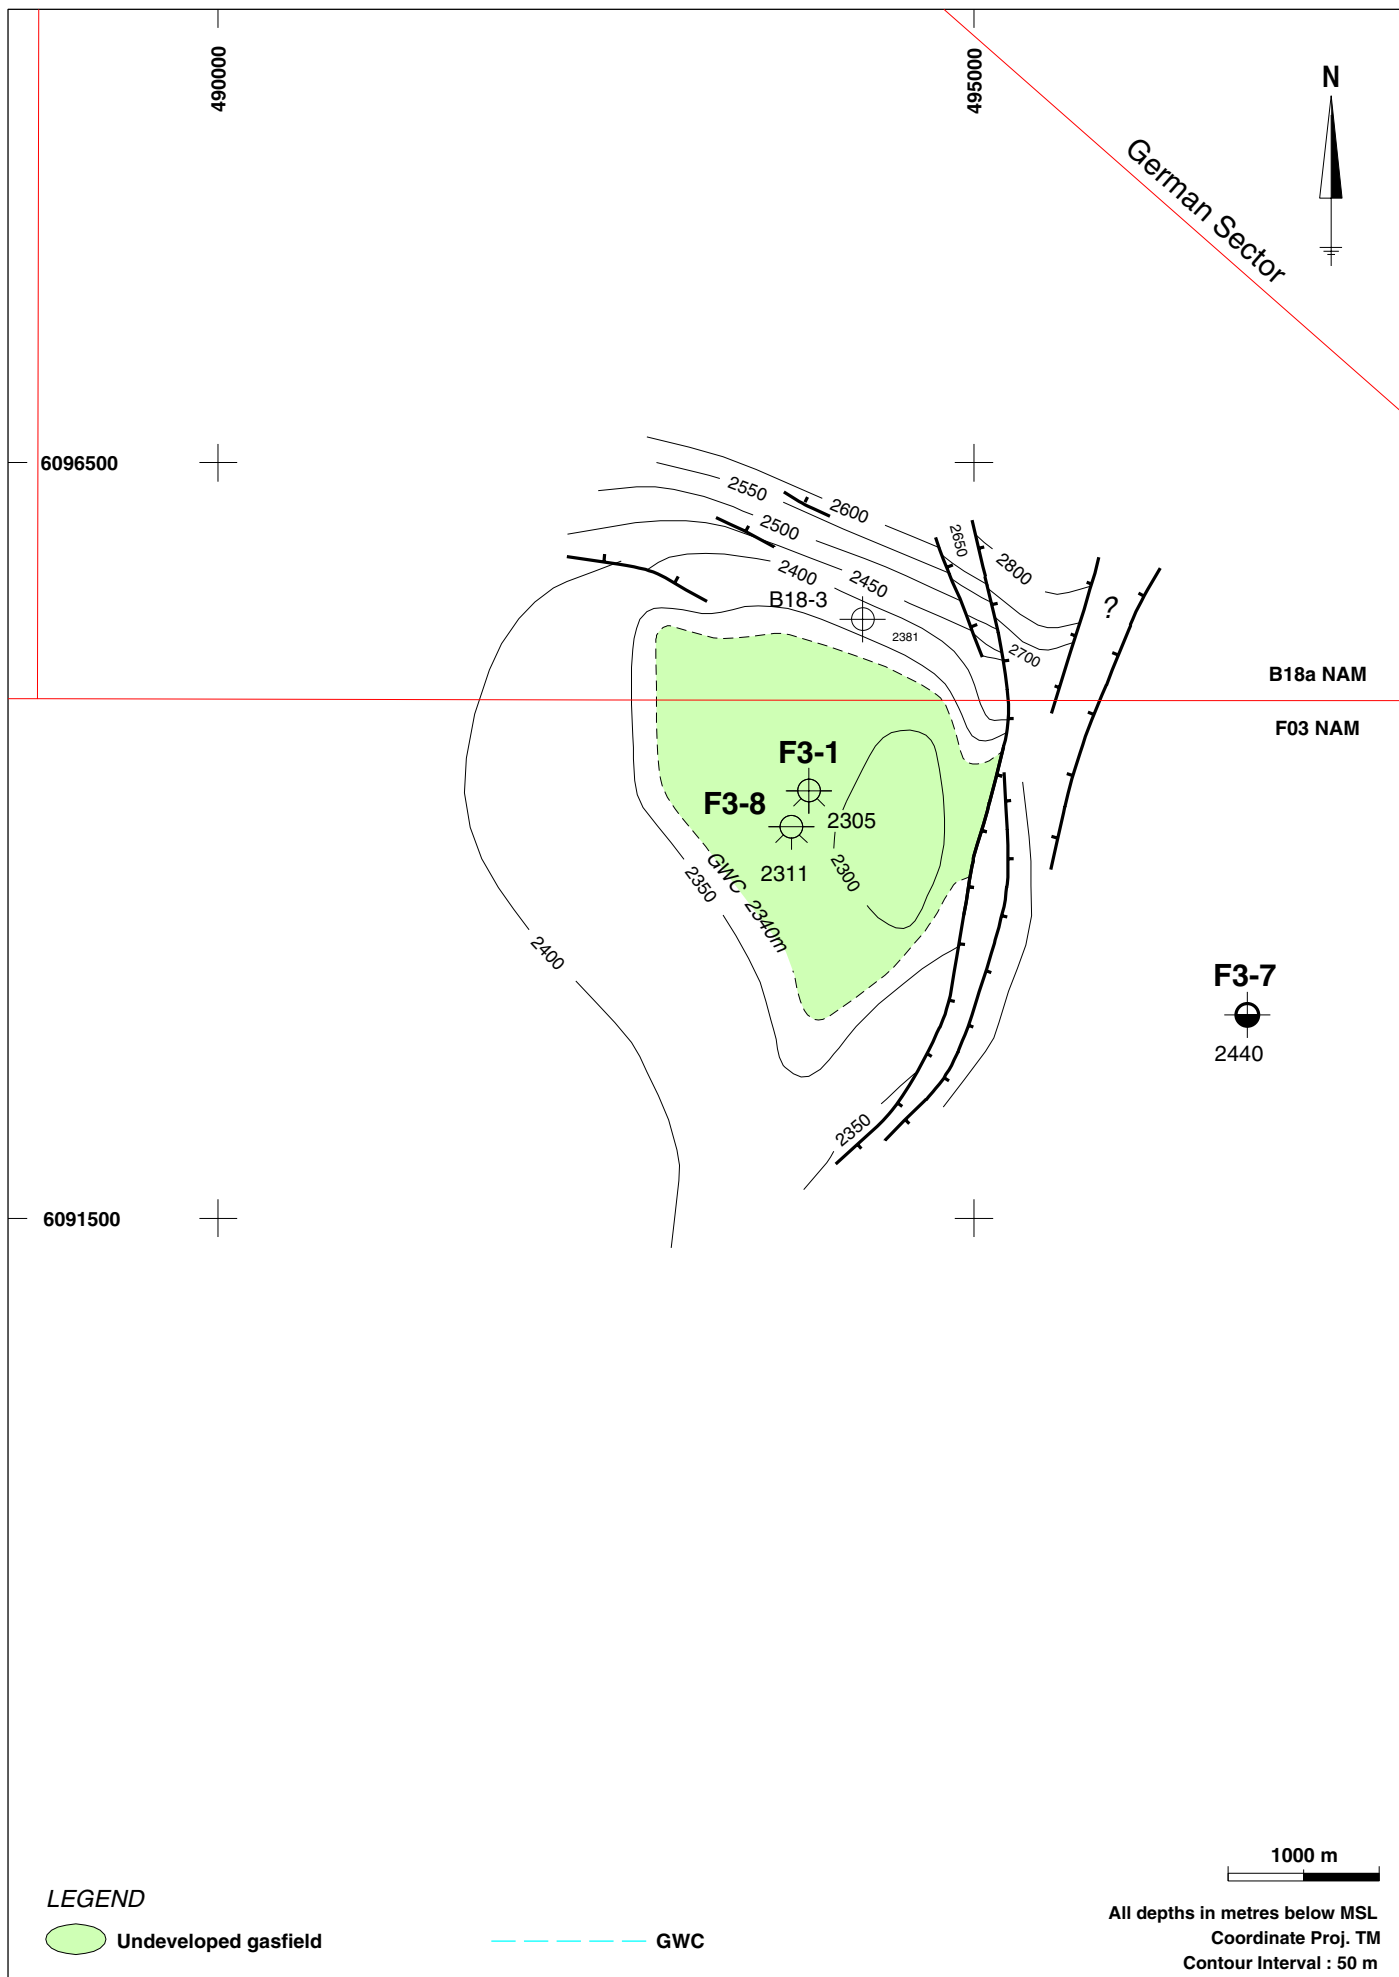 490000
495000
N
German Sector
6096500
2550
2600
2500
2650
2800
2400
2450
B18-3
2381
?
2700
B18a NAM
F03 NAM
F3-1
F3-8
2305
2311
2300
GWC 2340m
2350
2400
F3-7
2440
2350
6091500
1000 m
LEGEND
Undeveloped gasfield
GWC
All depths in metres below MSL
Coordinate Proj. TM
Contour Interval : 50 m